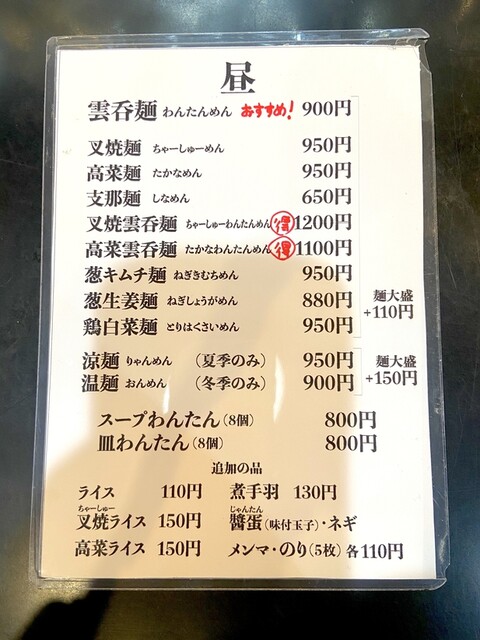 昼
雲呑麺 わんたんめん おすすめ! 900円
叉焼麺 ちゃーしゅーめん 950円
高菜麺 たかなめん 950円
支那麺 しなめん 650円
叉焼雲呑麺 ちゃーしゅーわんたんめん 得 1200円
高菜雲呑麺 たかなわんたんめん 得 1100円
葱キムチ麺 ねぎきむちめん 950円
葱生姜麺 ねぎしょうがめん 880円
鶏白菜麺 とりはくさいめん 950円
麺大盛
+110円
涼麺 りゃんめん (夏季のみ) 950円
温麺 おんめん (冬季のみ) 900円
麺大盛
+150円
スープわんたん(8個) 800円
皿わんたん(8個) 800円
追加の品
ライス 110円 煮手羽 130円
ちゃーしゅー じゃんたん
叉焼ライス 150円 醬蛋(味付玉子)・ネギ
高菜ライス 150円 メンマ・のり(5枚)各110円